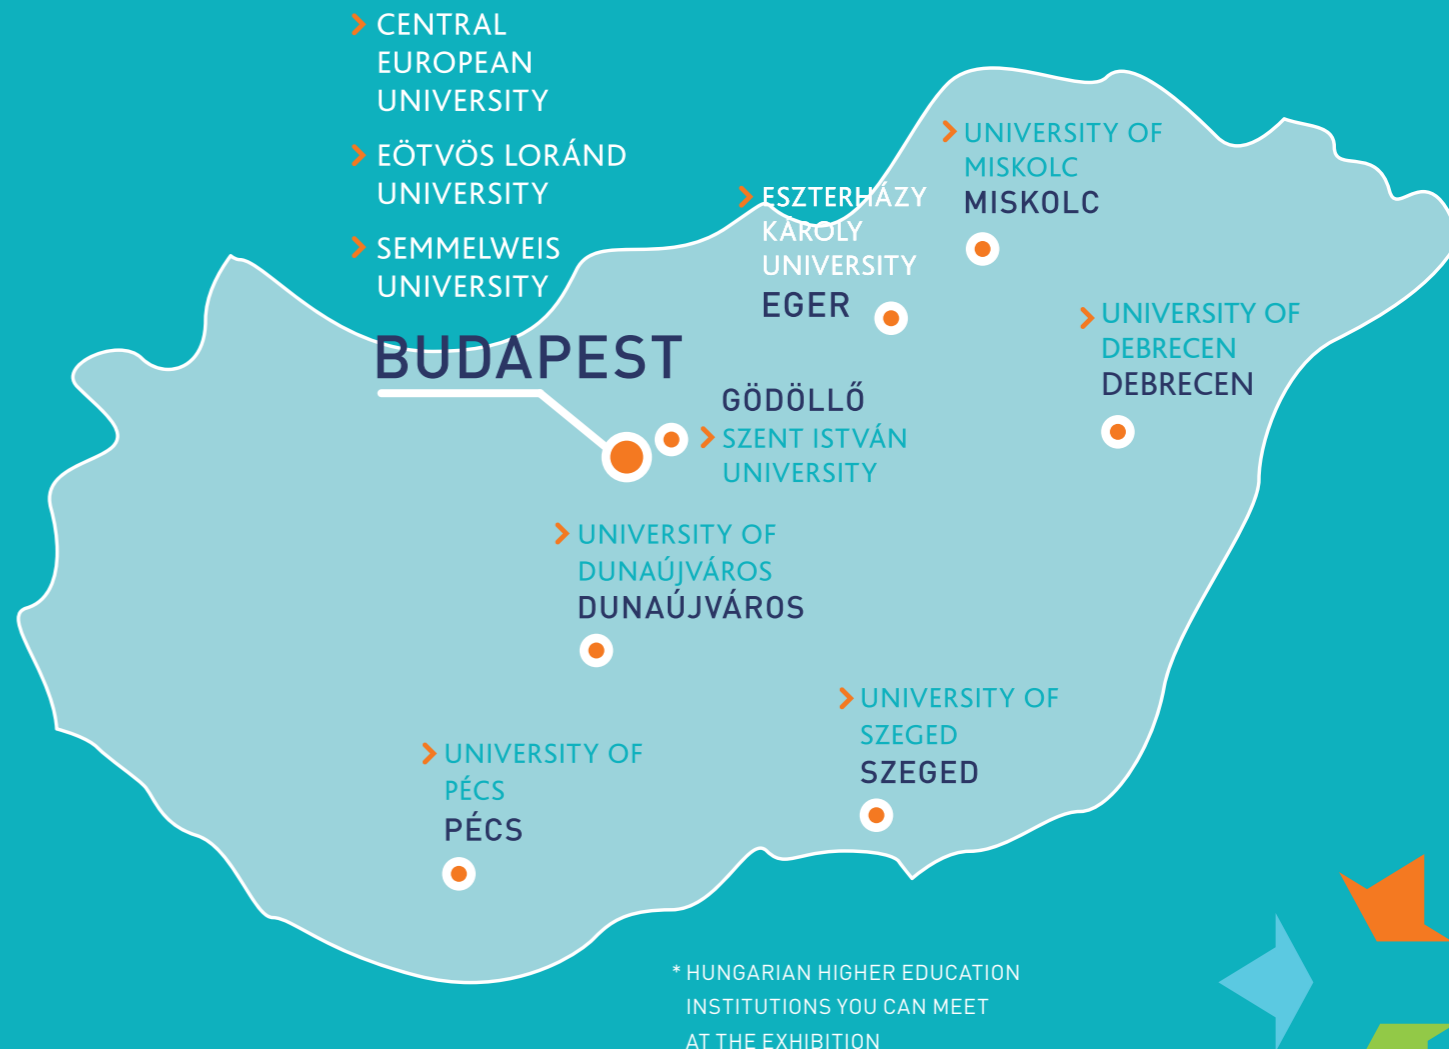 CENTRAL
EUROPEAN
UNIVERSITY
EÖTVÖS LORÁND
UNIVERSITY
SEMMELWEIS
UNIVERSITY
BUDAPEST
ESZTERHÁZY
KÁROLY
UNIVERSITY
EGER
UNIVERSITY OF
MISKOLC
MISKOLC
UNIVERSITY OF
DEBRECEN
DEBRECEN
GÖDÖLLŐ
SZENT ISTVÁN
UNIVERSITY
UNIVERSITY OF
DUNAÚJVÁROS
DUNAÚJVÁROS
UNIVERSITY OF
SZEGED
SZEGED
UNIVERSITY OF
PÉCS
PÉCS
* HUNGARIAN HIGHER EDUCATION
INSTITUTIONS YOU CAN MEET
AT THE EXHIBITION